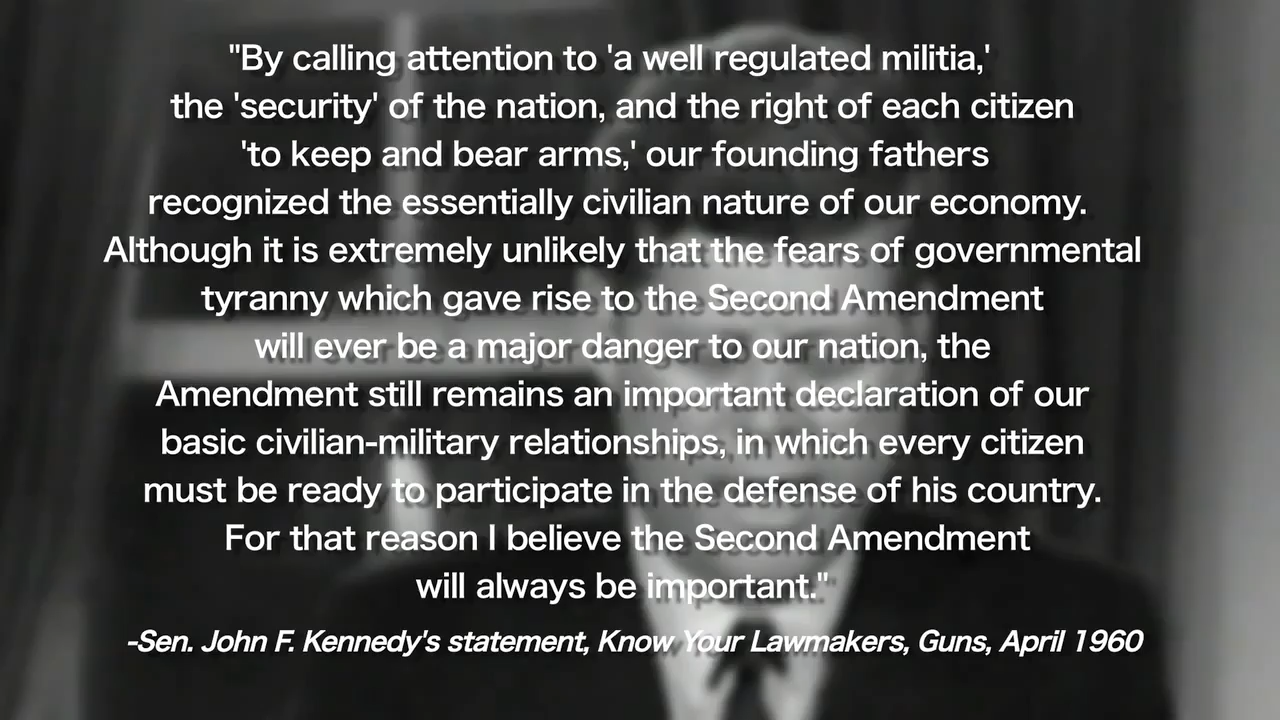 "By calling attention to 'a well regulated militia,'
the 'security' of the nation, and the right of each citizen
'to keep and bear arms,' our founding fathers
recognized the essentially civilian nature of our economy.
Although it is extremely unlikely that the fears of governmental
tyranny which gave rise to the Second Amendment
will ever be a major danger to our nation, the
Amendment still remains an important declaration of our
basic civilian-military relationships, in which every citizen
must be ready to participate in the defense of his country.
For that reason I believe the Second Amendment
will always be important."
-Sen. John F. Kennedy's statement, Know Your Lawmakers, Guns, April 1960